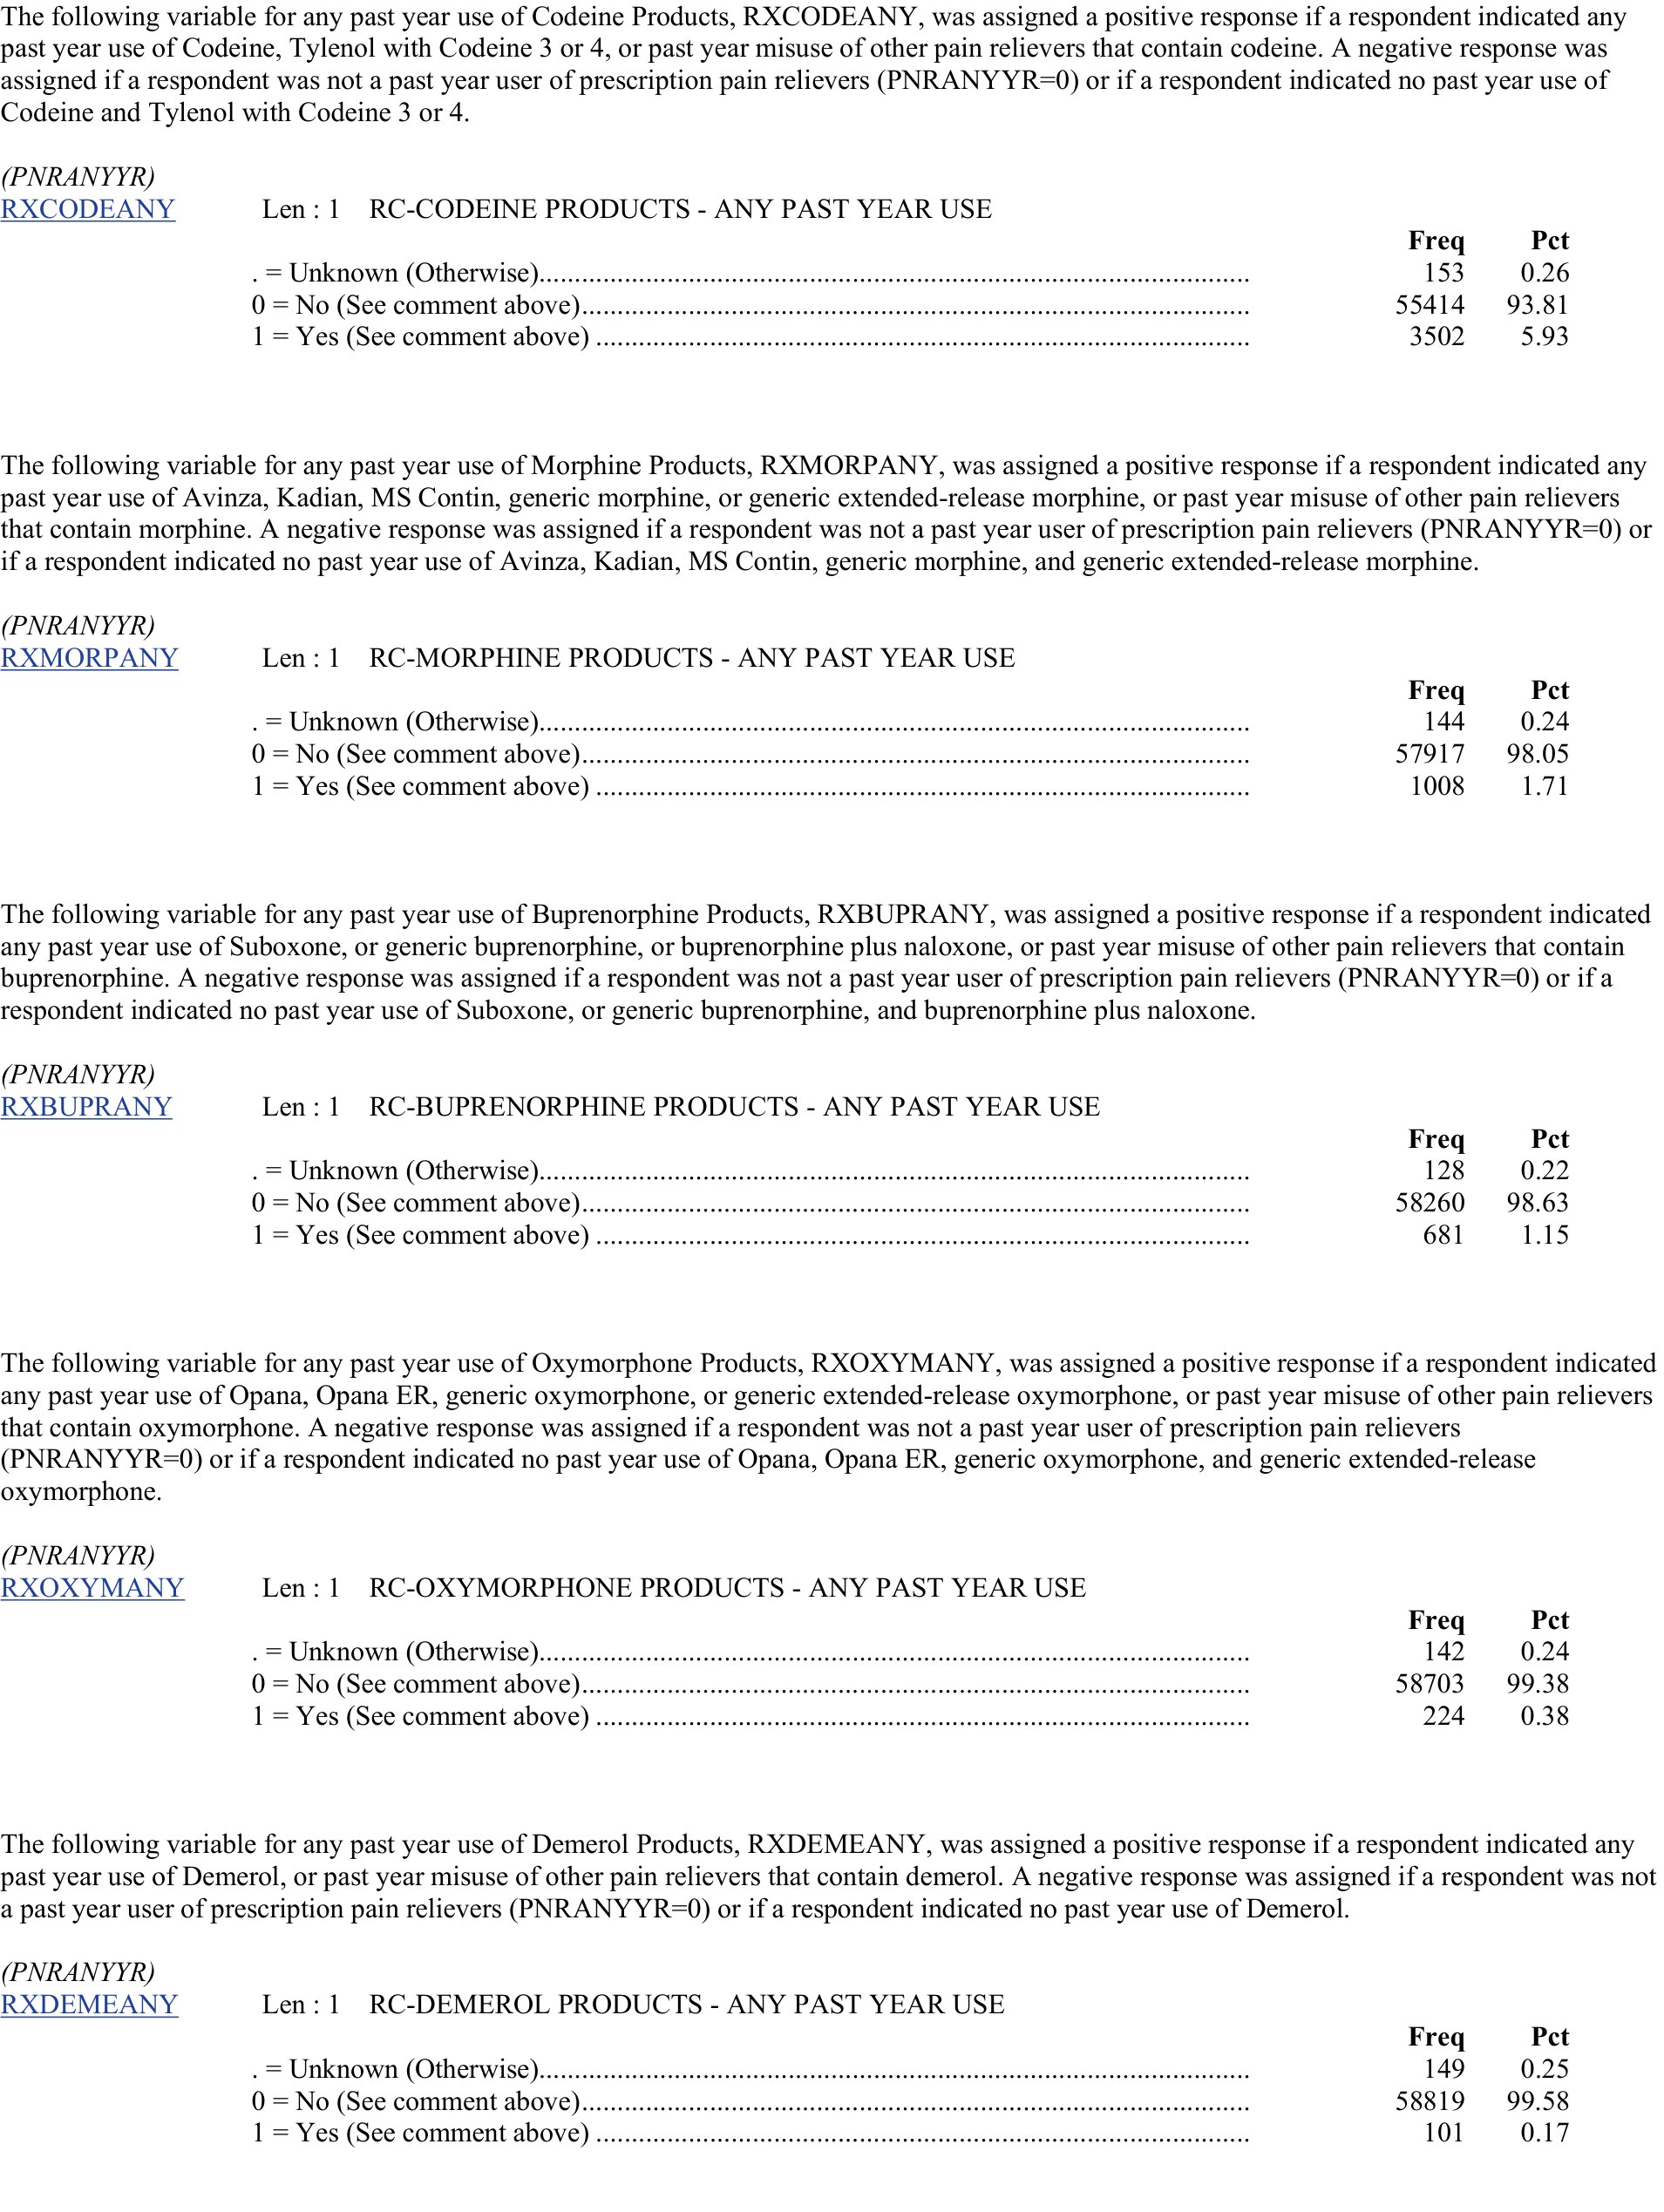 The following variable for any past year use of Codeine Products, RXCODEANY, was assigned a positive response if a respondent indicated any
past year use of Codeine, Tylenol with Codeine 3 or 4, or past year misuse of other pain relievers that contain codeine. A negative response was
assigned if a respondent was not a past year user of prescription pain relievers (PNRANYYR=0) or if a respondent indicated no past year use of
Codeine and Tylenol with Codeine 3 or 4.
(PNRANYYR)
RXCODEANY Len : 1 RC-CODEINE PRODUCTS - ANY PAST YEAR USE
Freq Pct
. = Unknown (Otherwise)........................................................................................................... 153 0.26
0 = No (See comment above).................................................................................................... 55414 93.81
1 = Yes (See comment above) .................................................................................................. 3502 5.93
The following variable for any past year use of Morphine Products, RXMORPANY, was assigned a positive response if a respondent indicated any
past year use of Avinza, Kadian, MS Contin, generic morphine, or generic extended-release morphine, or past year misuse of other pain relievers
that contain morphine. A negative response was assigned if a respondent was not a past year user of prescription pain relievers (PNRANYYR=0) or
if a respondent indicated no past year use of Avinza, Kadian, MS Contin, generic morphine, and generic extended-release morphine.
(PNRANYYR)
RXMORPANY Len : 1 RC-MORPHINE PRODUCTS - ANY PAST YEAR USE
Freq Pct
. = Unknown (Otherwise)........................................................................................................... 144 0.24
0 = No (See comment above).................................................................................................... 57917 98.05
1 = Yes (See comment above) .................................................................................................. 1008 1.71
The following variable for any past year use of Buprenorphine Products, RXBUPRANY, was assigned a positive response if a respondent indicated
any past year use of Suboxone, or generic buprenorphine, or buprenorphine plus naloxone, or past year misuse of other pain relievers that contain
buprenorphine. A negative response was assigned if a respondent was not a past year user of prescription pain relievers (PNRANYYR=0) or if a
respondent indicated no past year use of Suboxone, or generic buprenorphine, and buprenorphine plus naloxone.
(PNRANYYR)
RXBUPRANY Len : 1 RC-BUPRENORPHINE PRODUCTS - ANY PAST YEAR USE
Freq Pct
. = Unknown (Otherwise)........................................................................................................... 128 0.22
0 = No (See comment above).................................................................................................... 58260 98.63
1 = Yes (See comment above) .................................................................................................. 681 1.15
The following variable for any past year use of Oxymorphone Products, RXOXYMANY, was assigned a positive response if a respondent indicated
any past year use of Opana, Opana ER, generic oxymorphone, or generic extended-release oxymorphone, or past year misuse of other pain relievers
that contain oxymorphone. A negative response was assigned if a respondent was not a past year user of prescription pain relievers
(PNRANYYR=0) or if a respondent indicated no past year use of Opana, Opana ER, generic oxymorphone, and generic extended-release
oxymorphone.
(PNRANYYR)
RXOXYMANY Len : 1 RC-OXYMORPHONE PRODUCTS - ANY PAST YEAR USE
Freq Pct
. = Unknown (Otherwise)........................................................................................................... 142 0.24
0 = No (See comment above).................................................................................................... 58703 99.38
1 = Yes (See comment above) .................................................................................................. 224 0.38
The following variable for any past year use of Demerol Products, RXDEMEANY, was assigned a positive response if a respondent indicated any
past year use of Demerol, or past year misuse of other pain relievers that contain demerol. A negative response was assigned if a respondent was not
a past year user of prescription pain relievers (PNRANYYR=0) or if a respondent indicated no past year use of Demerol.
(PNRANYYR)
RXDEMEANY Len : 1 RC-DEMEROL PRODUCTS - ANY PAST YEAR USE
Freq Pct
. = Unknown (Otherwise)........................................................................................................... 149 0.25
0 = No (See comment above).................................................................................................... 58819 99.58
1 = Yes (See comment above) .................................................................................................. 101 0.17